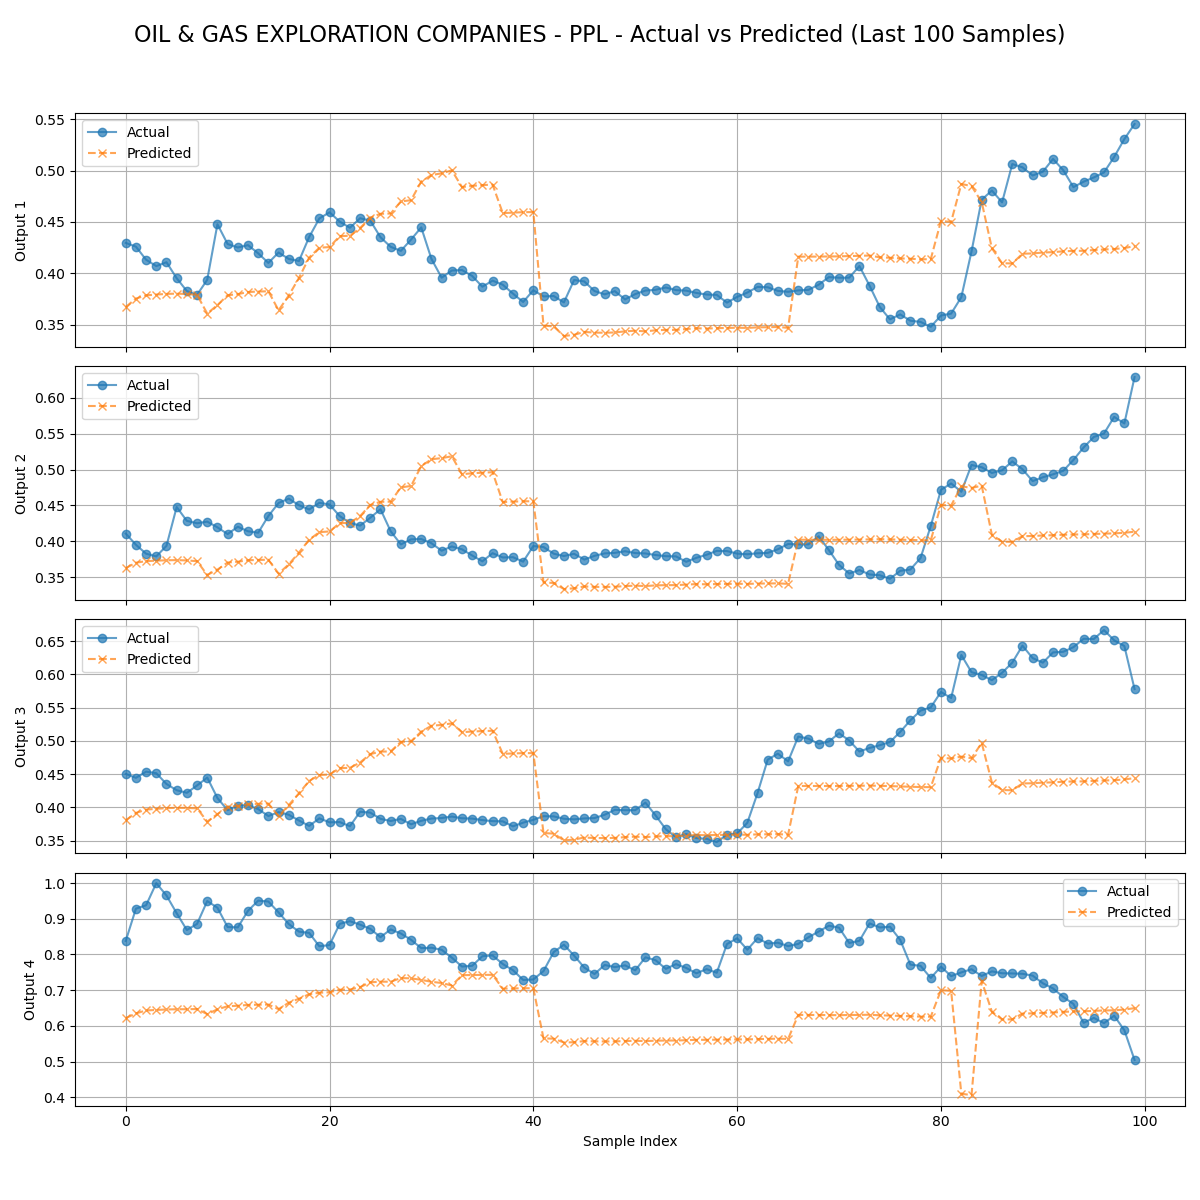 OIL & GAS EXPLORATION COMPANIES - PPL - Actual vs Predicted (Last 100 Samples)
Output 1
0.55
0.50
0.45
0.40
0.35
Actual
Predicted
Output 2
0.60
0.55
0.50
0.45
0.40
0.35
Actual
Predicted
Output 3
0.65
0.60
0.55
0.50
0.45
0.40
0.35
Actual
Predicted
Output 4
1.0
0.9
0.8
0.7
0.6
0.5
0.4
Actual
Predicted
0 20 40 60 80 100
Sample Index